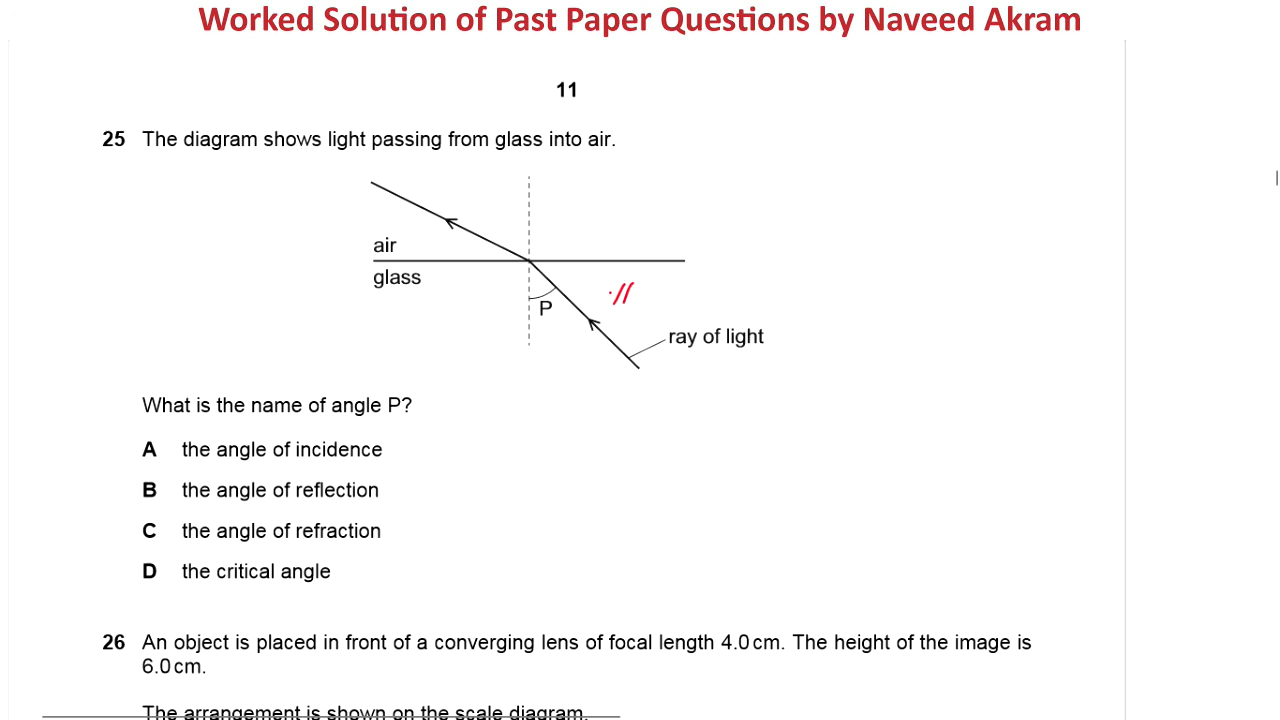 Worked Solution of Past Paper Questions by Naveed Akram
11
25 The diagram shows light passing from glass into air.
air
glass
P
ray of light
What is the name of angle P?
A the angle of incidence
B the angle of reflection
C the angle of refraction
D the critical angle
26 An object is placed in front of a converging lens of focal length 4.0 cm. The height of the image is
6.0 cm.
The arrangement is shown on the scale diagram.